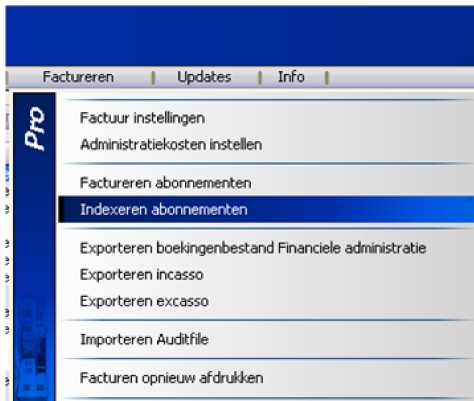 Factureren | Updates | Info |
Pro
Factuur instellingen
Administratiekosten instellen
Factureren abonnementen
Indexeren abonnementen
Exporteren boekingenbestand Financiele administratie
Exporteren incasso
Exporteren excasso
Importeren Auditfile
Facturen opnieuw afdrukken